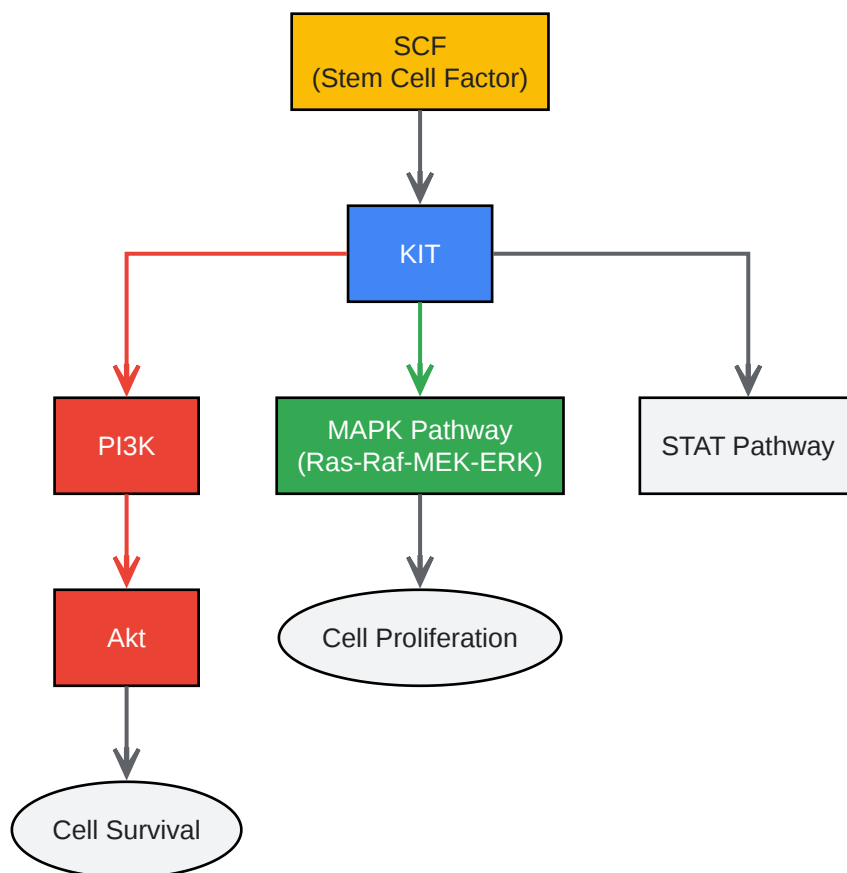 SCF
(Stem Cell Factor)
KIT
PI3K
MAPK Pathway
(Ras-Raf-MEK-ERK)
STAT Pathway
Akt
Cell Proliferation
Cell Survival